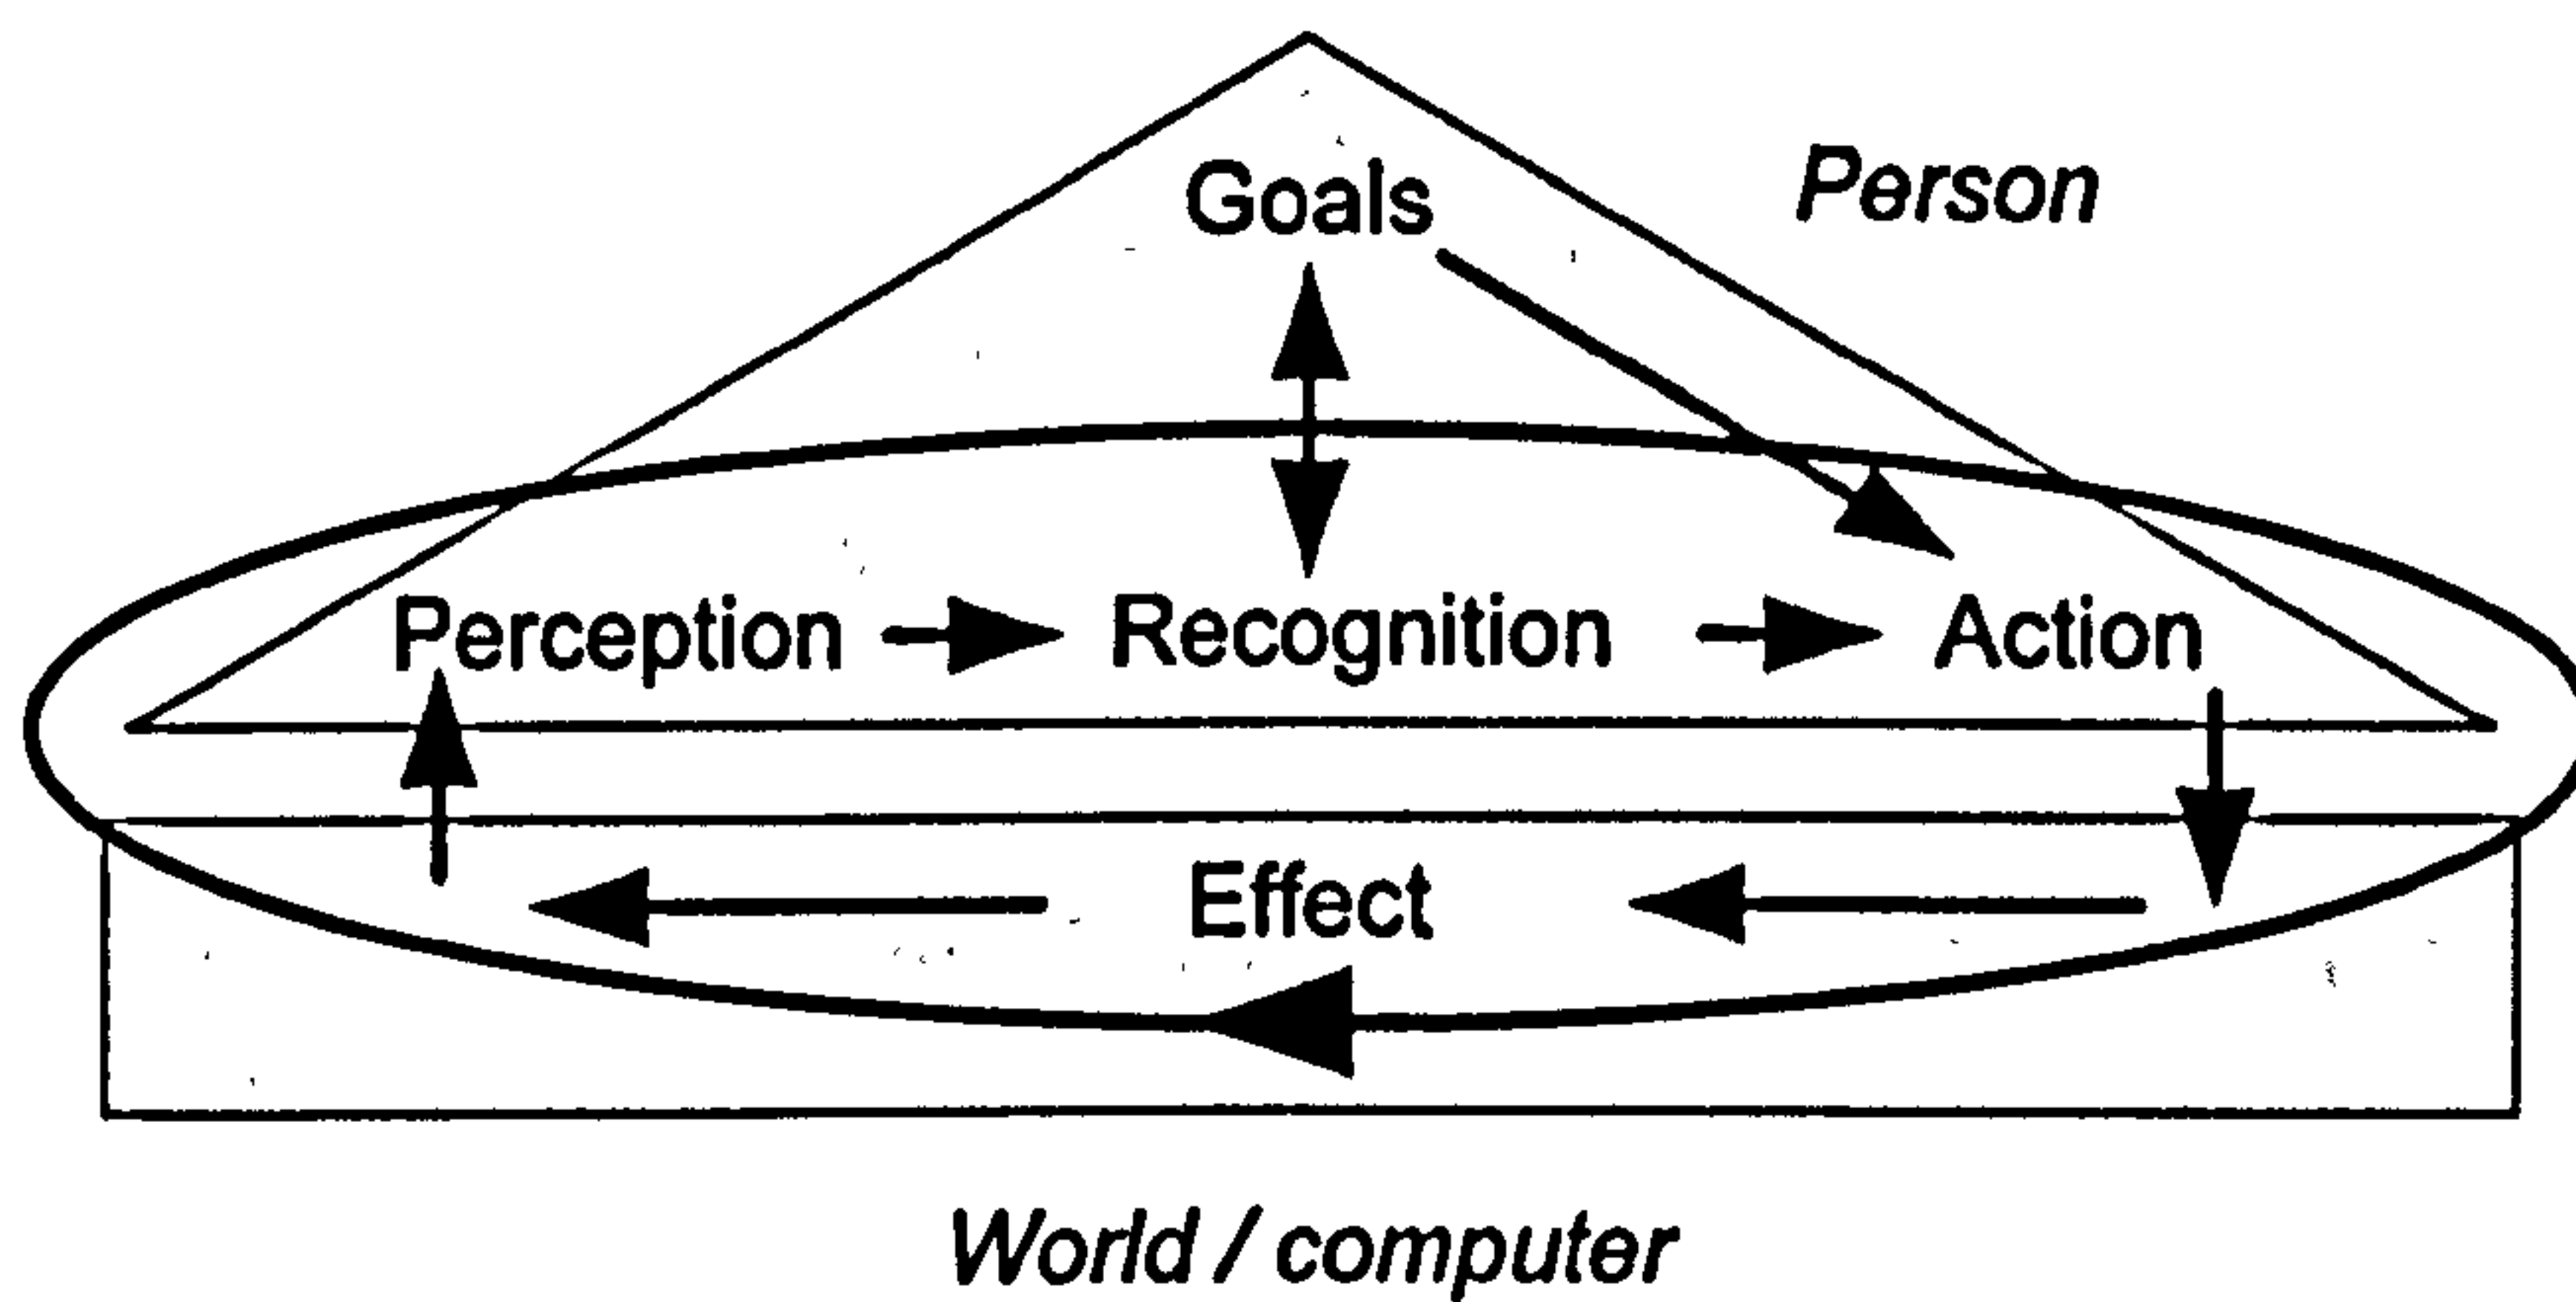 Goals
Person
Perception Recognition Action
Effect
World / computer